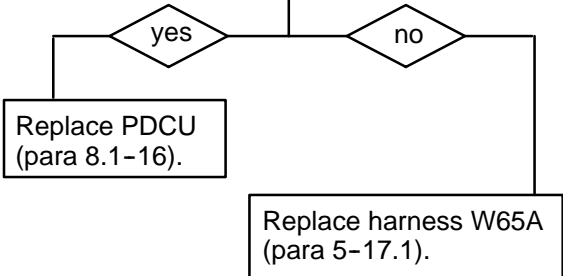 yes
no
Replace PDCU
(para 8.1-16).
Replace harness W65A
(para 5-17.1).